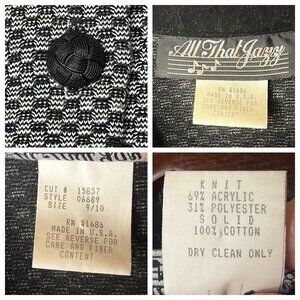 All That Jazz
RN 81686
MADE IN U.S.A.
SEE REVERSE FOR
CARE AND FIBER
CONTENT
CUT # 15857
STYLE 06689
SIZE 9/10
RN 81686
MADE IN U.S.A.
SEE REVERSE FOR
CARE AND FIBER
CONTENT
KNIT
69% ACRYLIC
31% POLYESTER
SOLID
100% COTTON
DRY CLEAN ONLY